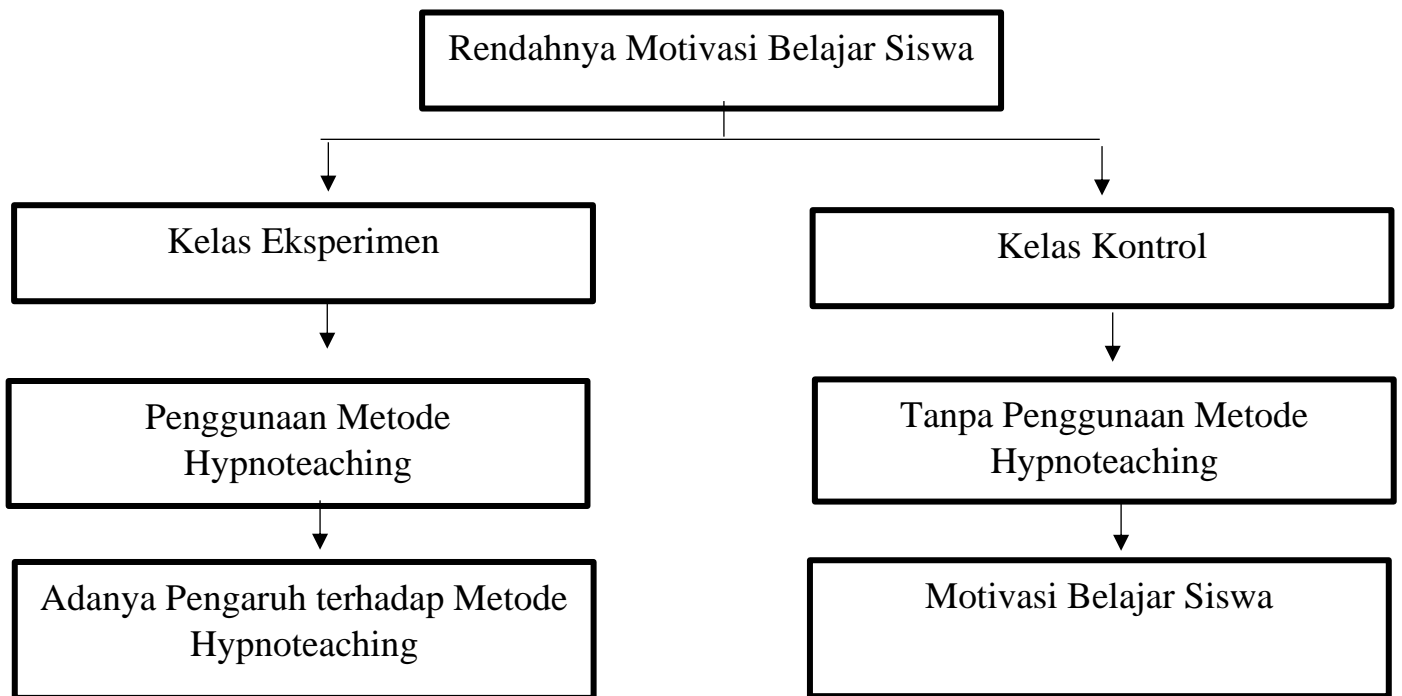 Rendahnya Motivasi Belajar Siswa
Kelas Eksperimen
Kelas Kontrol
Penggunaan Metode
Hypnoteaching
Tanpa Penggunaan Metode
Hypnoteaching
Adanya Pengaruh terhadap Metode
Hypnoteaching
Motivasi Belajar Siswa